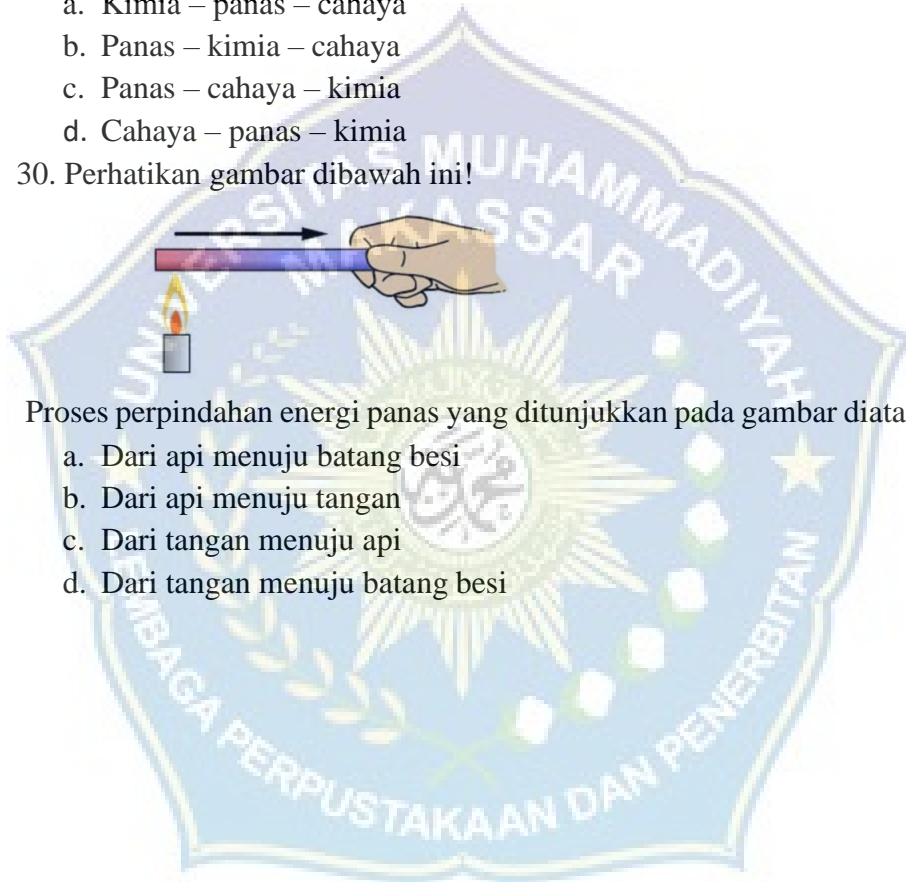 a. Kimia – panas – cahaya
b. Panas – kimia – cahaya
c. Panas – cahaya – kimia
d. Cahaya – panas – kimia
30. Perhatikan gambar dibawah ini!
UNIVERSITAS MUHAMMADIYAH
MAKASSAR
Proses perpindahan energi panas yang ditunjukkan pada gambar diata
a. Dari api menuju batang besi
b. Dari api menuju tangan
c. Dari tangan menuju api
d. Dari tangan menuju batang besi
LEMBAGA PERPUSTAKAAN DAN PENERBITAN